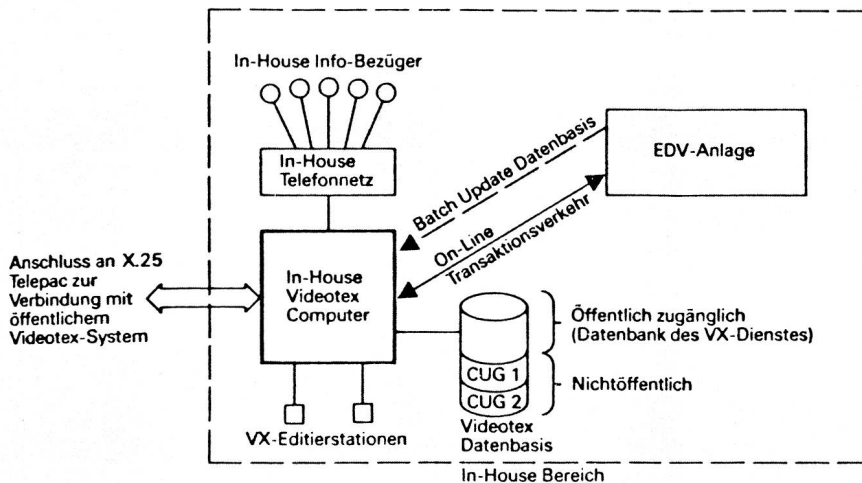 In-House Info-Bezüger
In-House
Telefonnetz
Batch Update Datenbasis
EDV-Anlage
On-Line
Transaktionsverkehr
Anschluss an X.25
Telepac zur
Verbindung mit
öffentlichem
Videotex-System
In-House
Videotex
Computer
Öffentlich zugänglich
(Datenbank des VX-Dienstes)
CUG 1
CUG 2
Nichtöffentlich
VX-Editierstationen
Videotex
Datenbasis
In-House Bereich